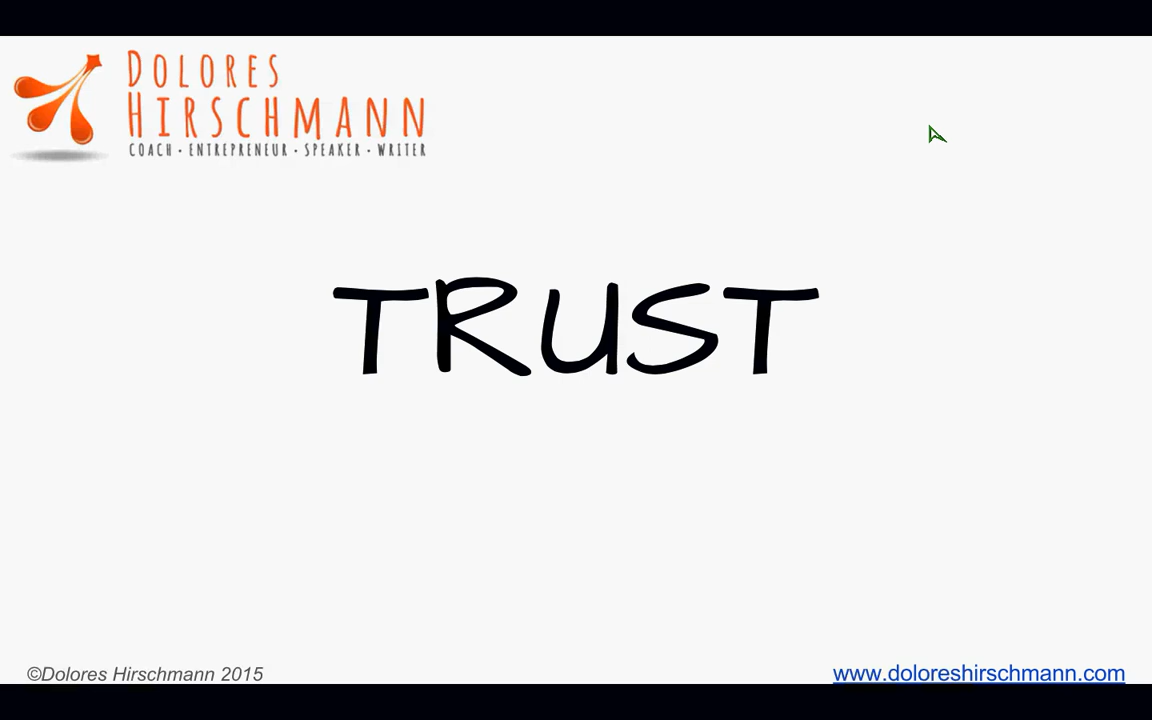 DOLORES
HIRSCHMANN
COACH · ENTREPRENEUR · SPEAKER · WRITER
TRUST
©Dolores Hirschmann 2015
www.doloreshirschmann.com